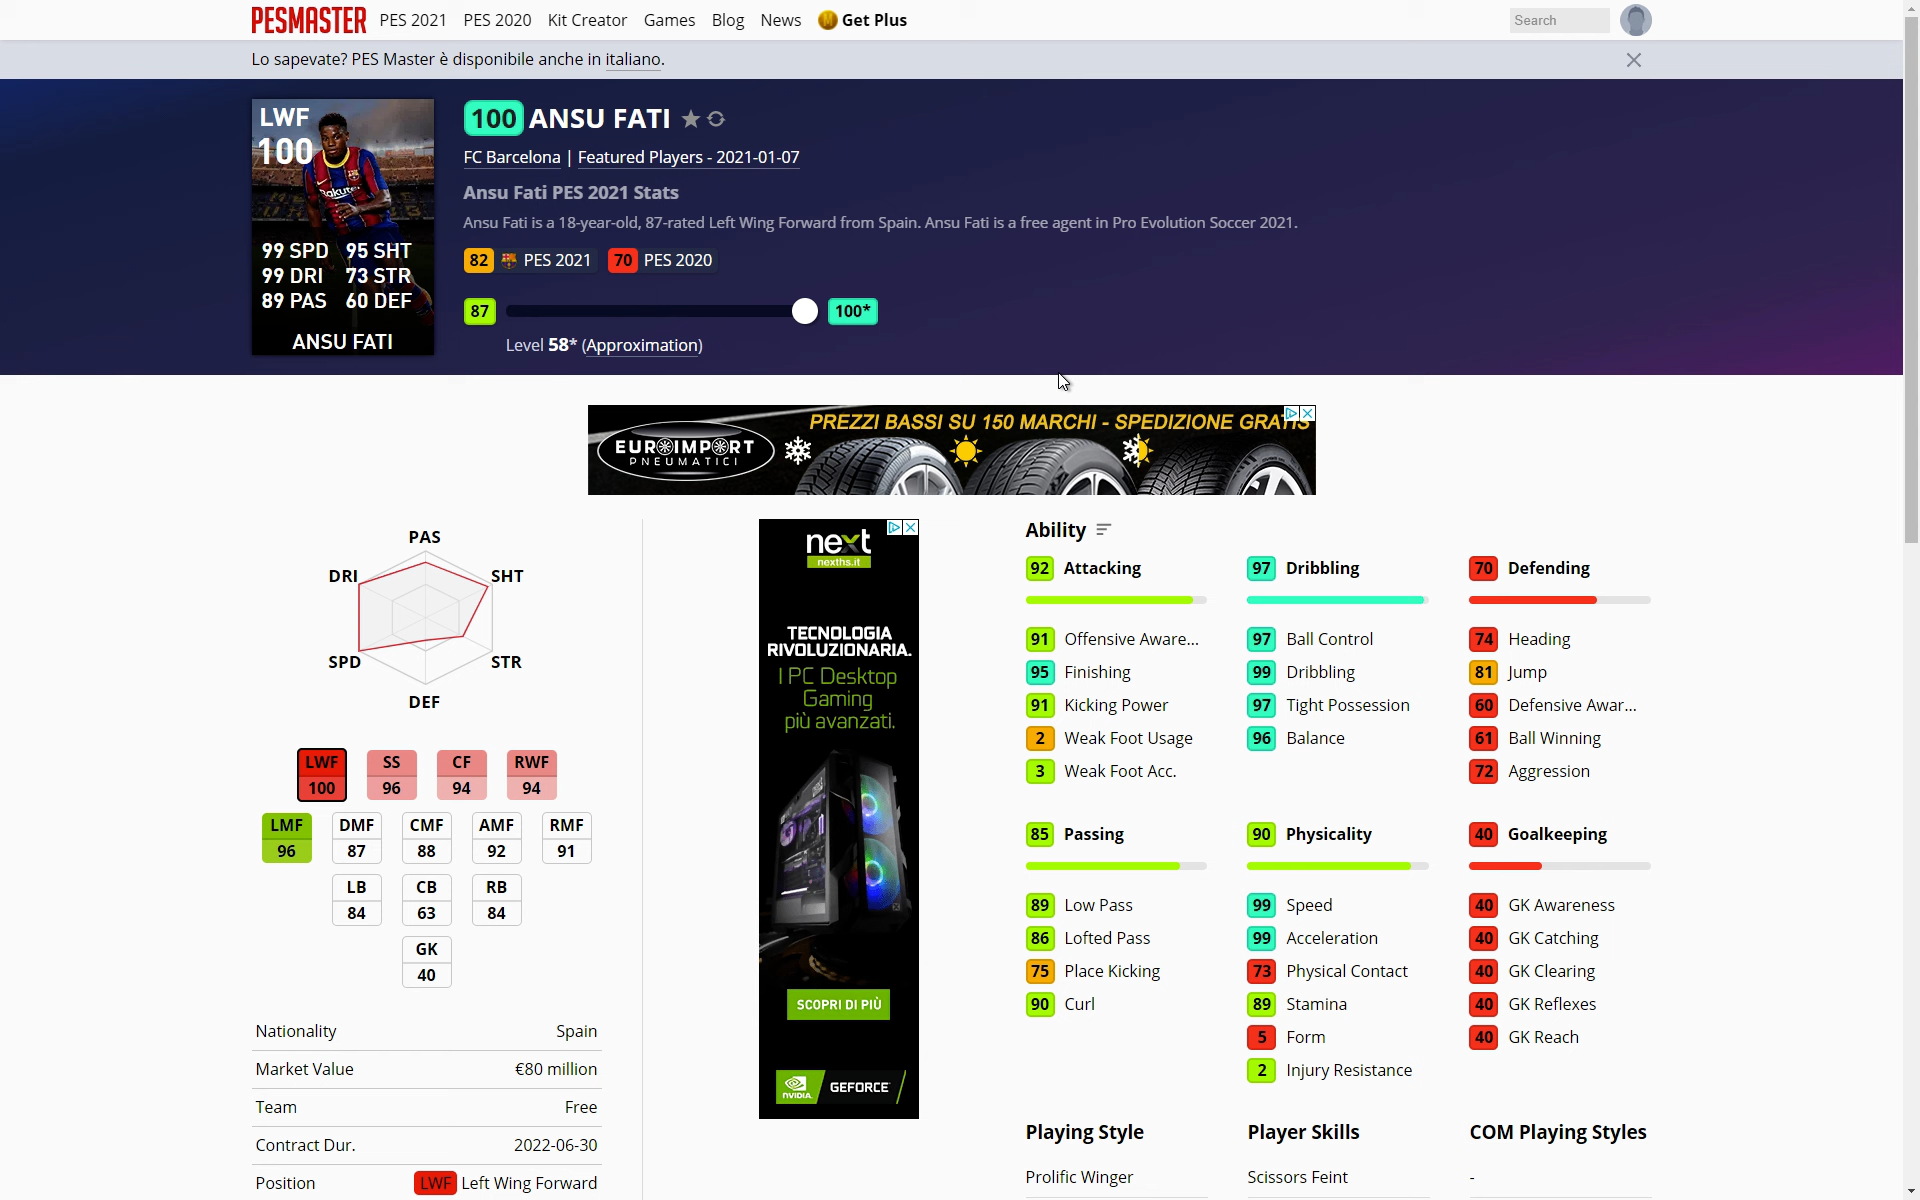 PESMASTER PES 2021 PES 2020 Kit Creator Games Blog News Get Plus Search
Lo sapevate? PES Master è disponibile anche in italiano.
LWF
100
99 SPD 95 SHT
99 DRI 73 STR
89 PAS 60 DEF
ANSU FATI
100 ANSU FATI
FC Barcelona | Featured Players - 2021-01-07
Ansu Fati PES 2021 Stats
Ansu Fati is a 18-year-old, 87-rated Left Wing Forward from Spain. Ansu Fati is a free agent in Pro Evolution Soccer 2021.
82 PES 2021 70 PES 2020
87 100*
Level 58* (Approximation)
PREZZI BASSI SU 150 MARCHI - SPEDIZIONE GRATIS
EUROIMPORT
PNEUMATICI
PAS
DRI SHT
SPD STR
DEF
LWF SS CF RWF
100 96 94 94
LMF DMF CMF AMF RMF
96 87 88 92 91
LB CB RB
84 63 84
GK
40
Nationality Spain
Market Value €80 million
Team Free
Contract Dur. 2022-06-30
Position LWF Left Wing Forward
next
nexths.it
TECNOLOGIA
RIVOLUZIONARIA.
I PC Desktop
Gaming
più avanzati.
SCOPRI DI PIÙ
NVIDIA. GEFORCE
Ability
92 Attacking
91 Offensive Aware...
95 Finishing
91 Kicking Power
2 Weak Foot Usage
3 Weak Foot Acc.
97 Dribbling
97 Ball Control
99 Dribbling
97 Tight Possession
96 Balance
70 Defending
74 Heading
81 Jump
60 Defensive Awar...
61 Ball Winning
72 Aggression
85 Passing
89 Low Pass
86 Lofted Pass
75 Place Kicking
90 Curl
90 Physicality
99 Speed
99 Acceleration
73 Physical Contact
89 Stamina
5 Form
2 Injury Resistance
40 Goalkeeping
40 GK Awareness
40 GK Catching
40 GK Clearing
40 GK Reflexes
40 GK Reach
Playing Style
Prolific Winger
Player Skills
Scissors Feint
COM Playing Styles
-